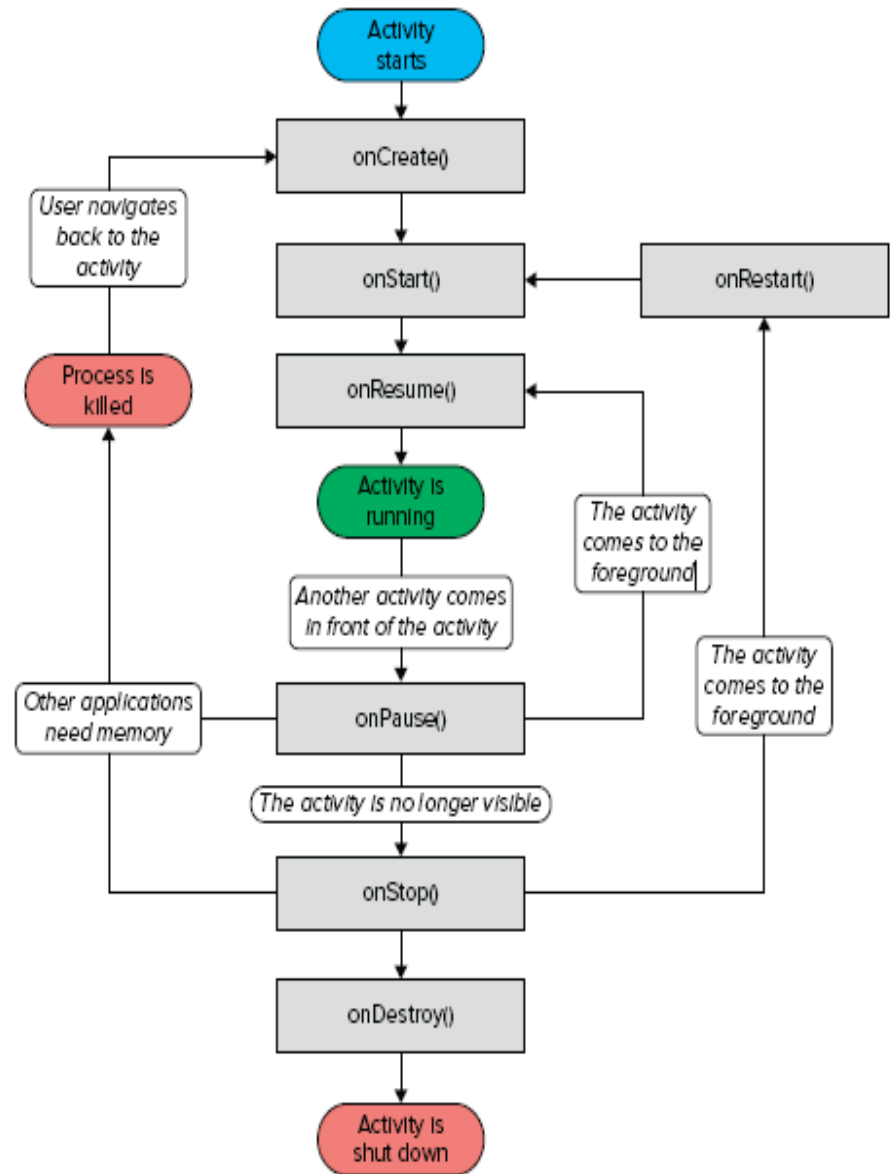 Activity
starts
onCreate()
User navigates
back to the
activity
onStart()
onRestart()
Process is
killed
onResume()
Activity is
running
The activity
comes to the
foreground
Another activity comes
in front of the activity
The activity
comes to the
foreground
Other applications
need memory
onPause()
The activity is no longer visible
onStop()
onDestroy()
Activity is
shut down